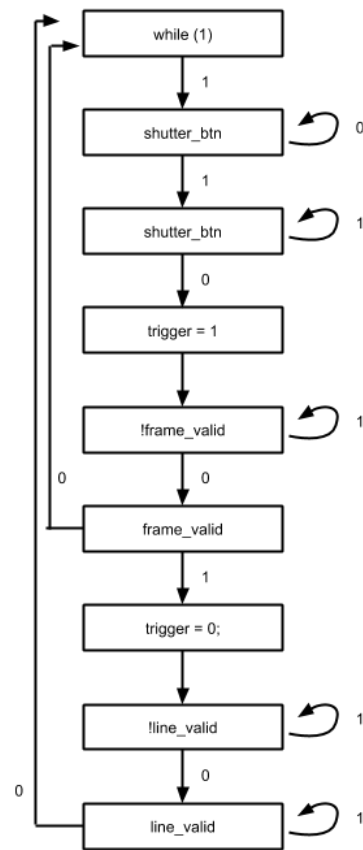 while (1)
1
shutter_btn
0
1
shutter_btn
1
0
trigger = 1
!frame_valid
1
0
0
frame_valid
1
trigger = 0;
!line_valid
1
0
0
line_valid
1